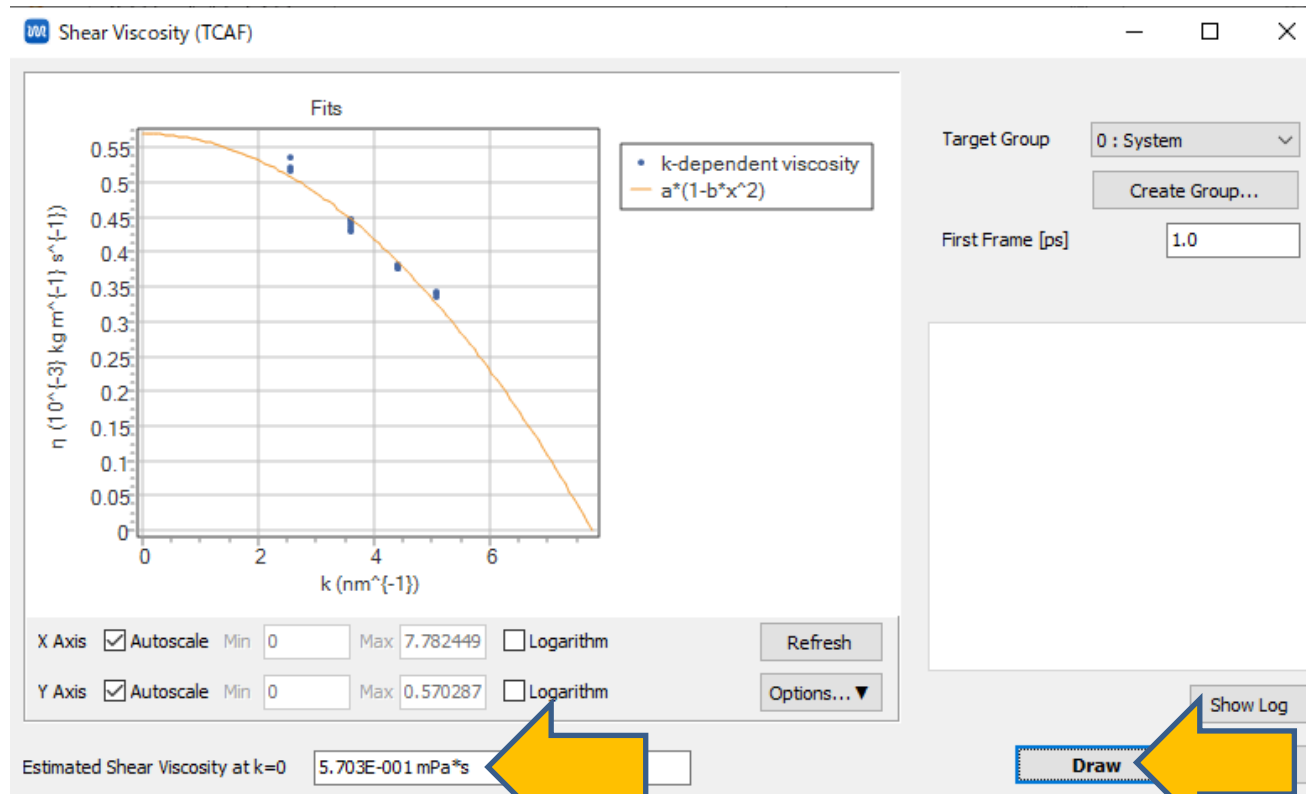 Shear Viscosity (TCAF)
Fits
0.55
0.5
0.45
0.4
0.35
0.3
0.25
0.2
0.15
0.1
0.05
0
η (10^{-3} kg m^{-1} s^{-1})
0 2 4 6
k (nm^{-1})
k-dependent viscosity
a*(1-b*x^2)
Target Group 0 : System
Create Group...
First Frame [ps] 1.0
X Axis Autoscale Min 0 Max 7.782449 Logarithm Refresh
Y Axis Autoscale Min 0 Max 0.570287 Logarithm Options...▼
Show Log
Estimated Shear Viscosity at k=0 5.703E-001 mPa*s
Draw